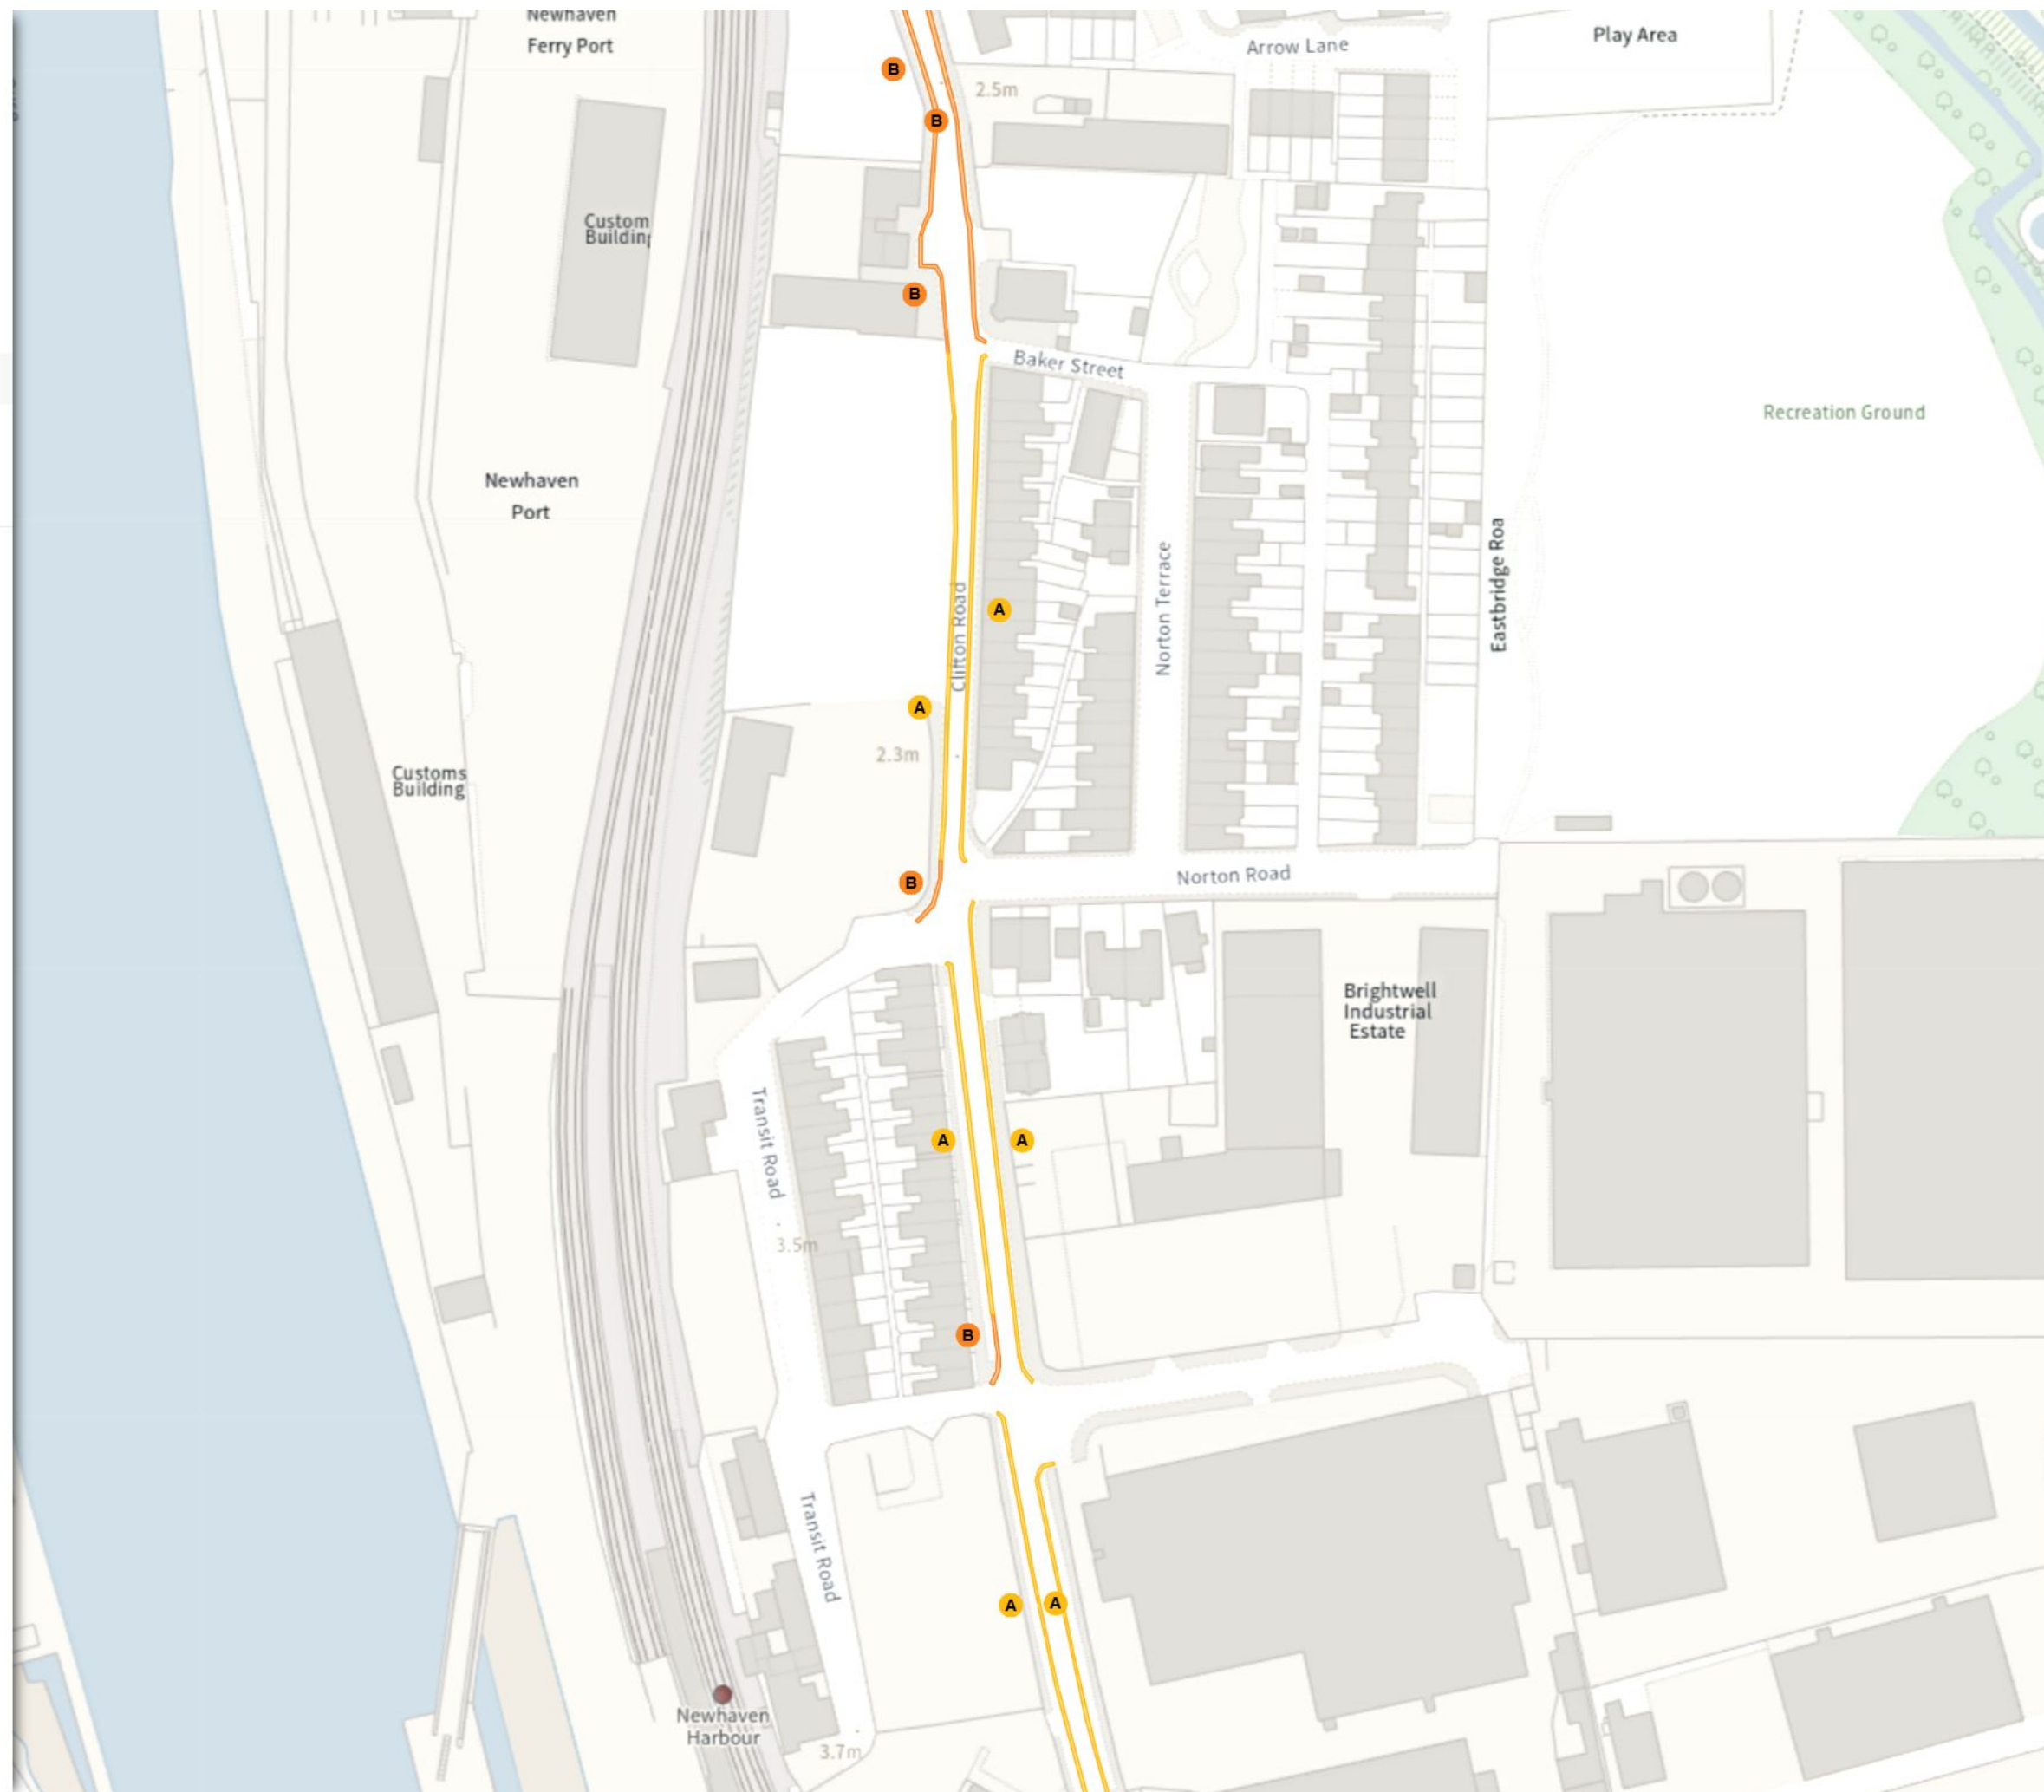 Newhaven
Ferry Port
Arrow Lane
Play Area
B
2.5m
B
Custom
Building
B
Baker Street
Recreation Ground
Newhaven
Port
Clifton Road
Norton Terrace
Eastbridge Roa
A
A
2.3m
Customs
Building
B
Norton Road
Brightwell
Industrial
Estate
Transit Road
A
A
3.5m
B
Transit Road
A
A
Newhaven
Harbour
3.7m